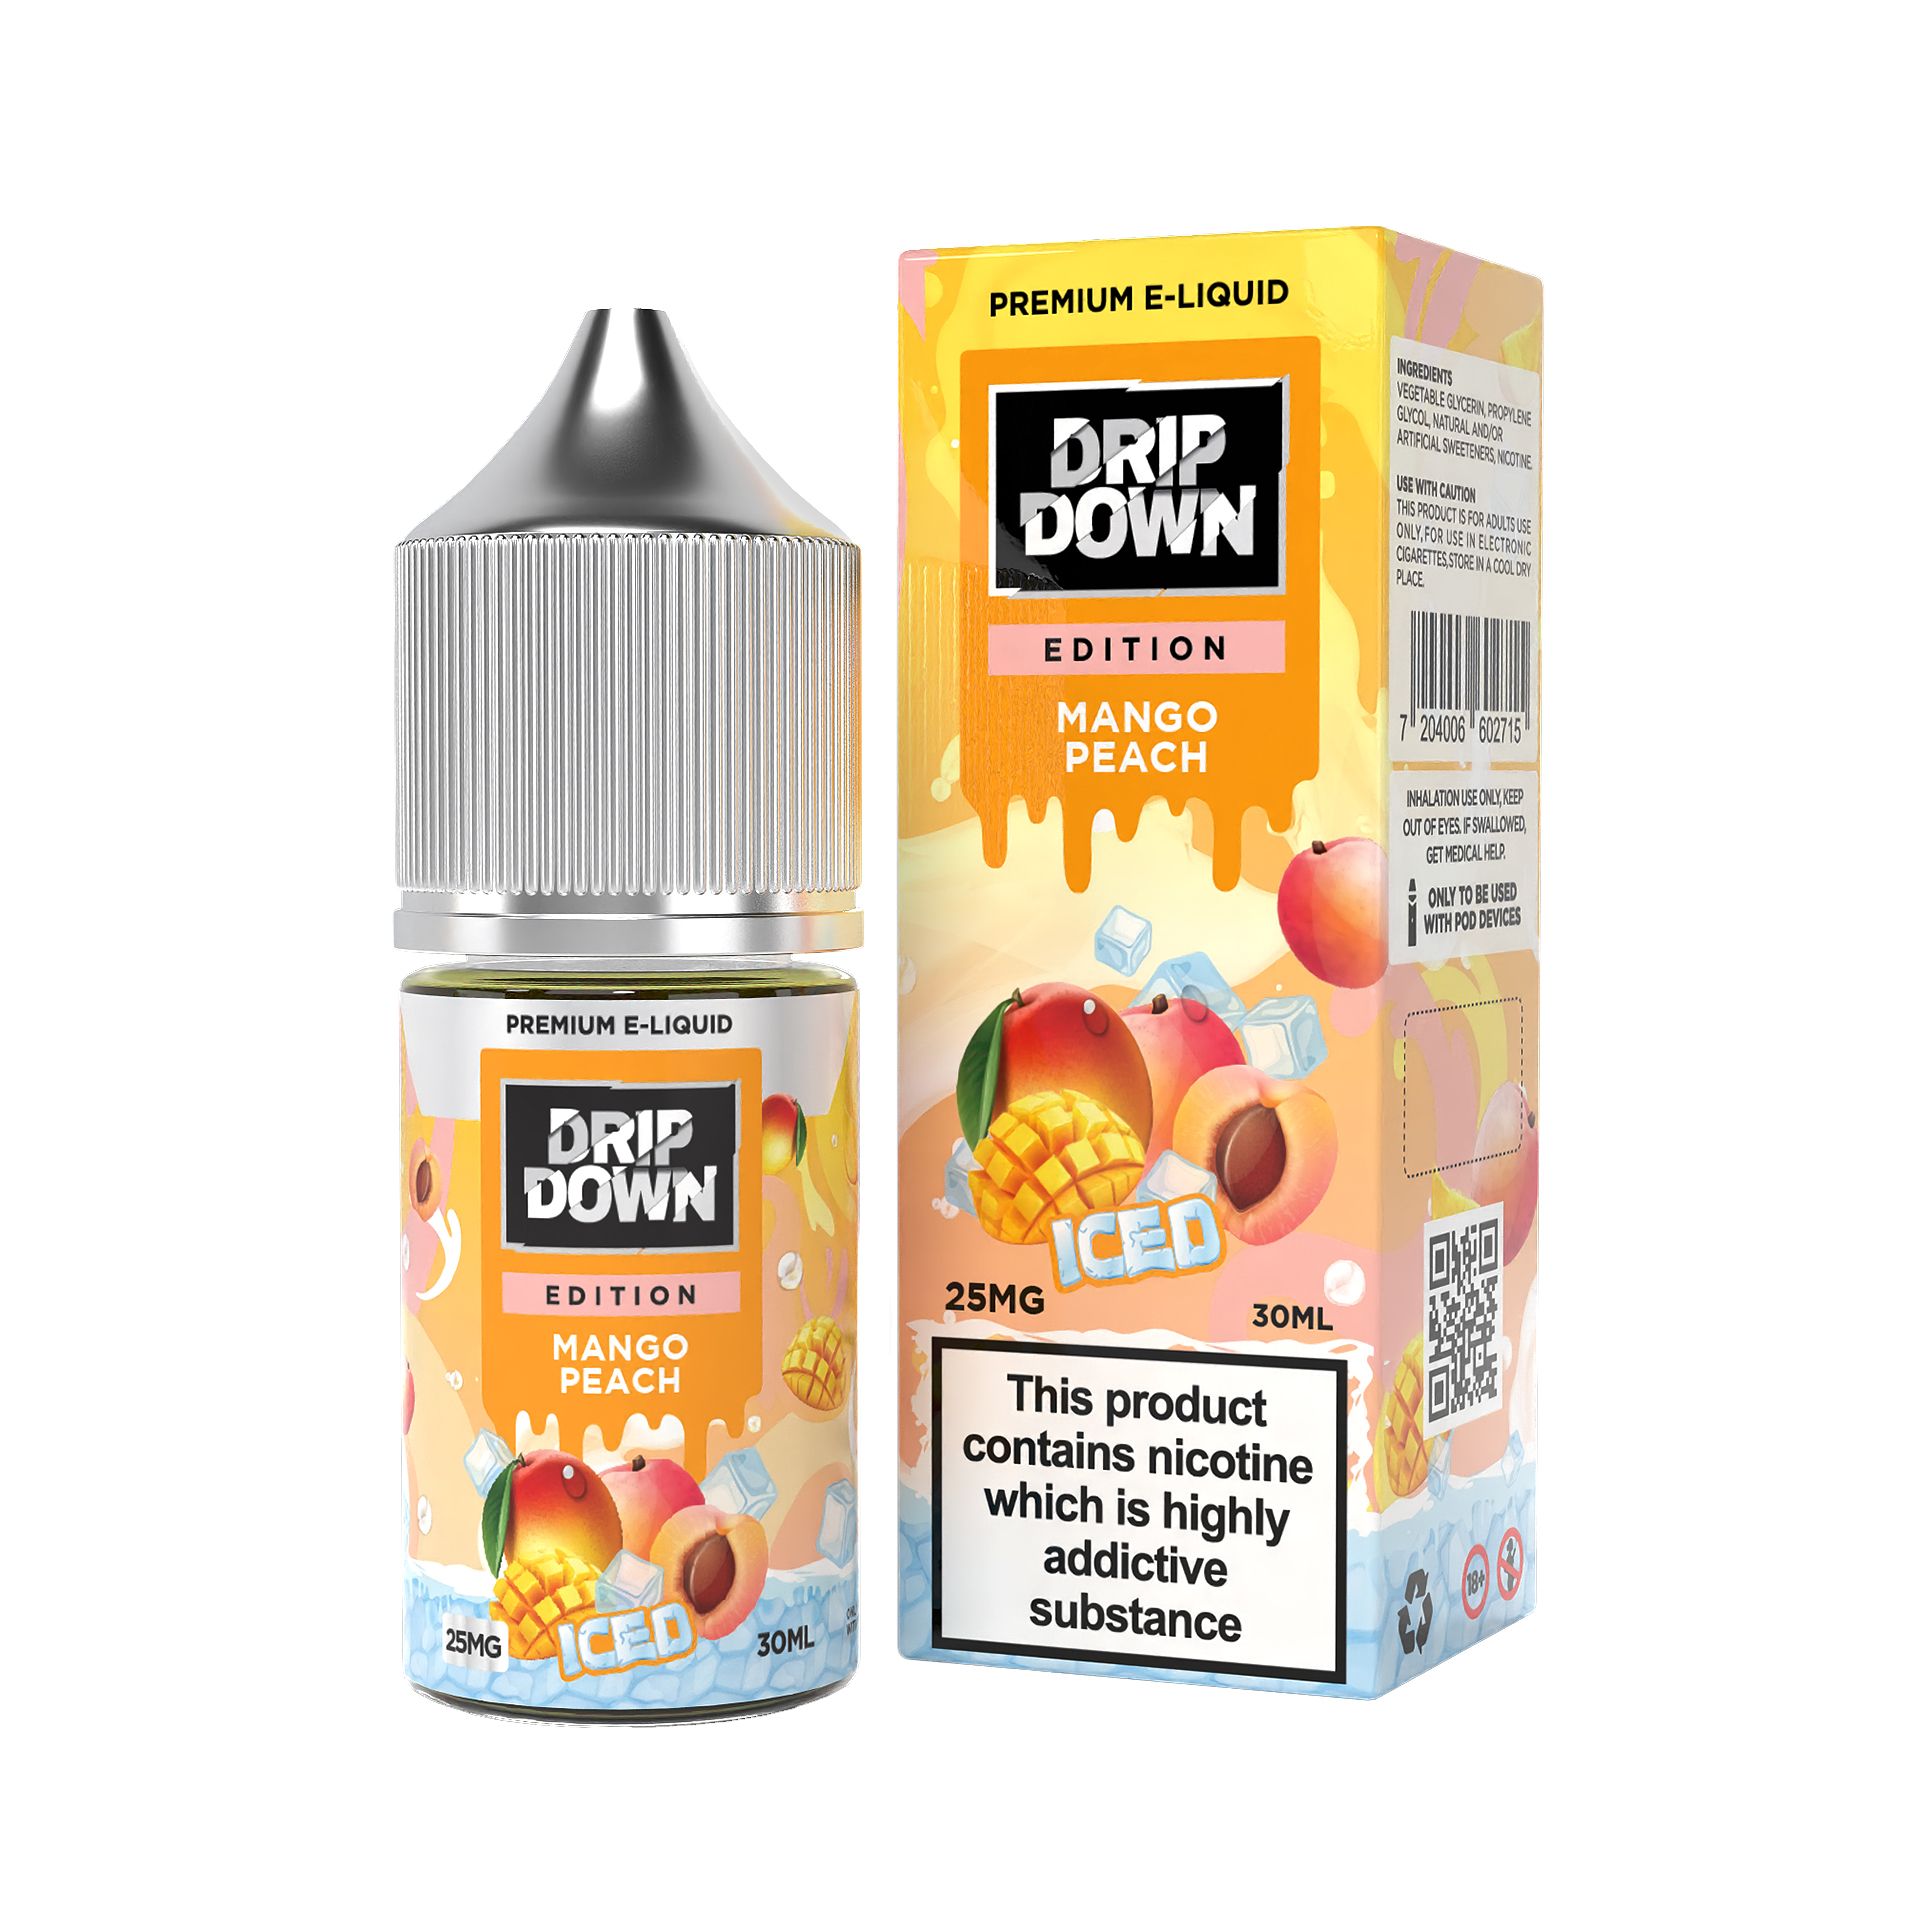 PREMIUM E-LIQUID
DRIP
DOWN
EDITION
MANGO
PEACH
ICED
25MG
30ML
PREMIUM E-LIQUID
DRIP
DOWN
EDITION
MANGO
PEACH
ICED
25MG
30ML
This product
contains nicotine
which is highly
addictive
substance
INGREDIENTS
VEGETABLE GLYCERIN, PROPYLENE
GLYCOL, NATURAL AND/OR
ARTIFICIAL SWEETENERS, NICOTINE.
USE WITH CAUTION
THIS PRODUCT IS FOR ADULTS USE
ONLY,FOR USE IN ELECTRONIC
CIGARETTES,STORE IN A COOL DRY
PLACE.
7 204006 602715
INHALATION USE ONLY, KEEP
OUT OF EYES. IF SWALLOWED,
GET MEDICAL HELP.
ONLY TO BE USED
WITH POD DEVICES
18+